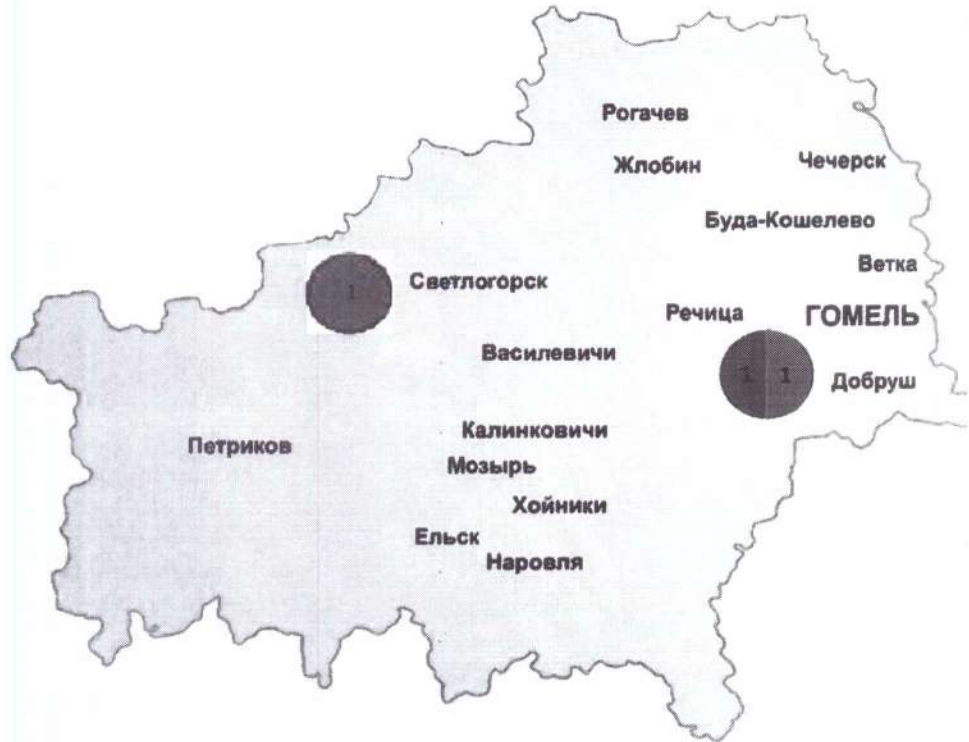 Рогачев
Жлобин
Чечерск
Буда-Кошелево
Ветка
1
Светлогорск
Речица
ГОМЕЛЬ
Василевичи
1 1
Добруш
Калинковичи
Петриков
Мозырь
Хойники
Ельск
Наровля